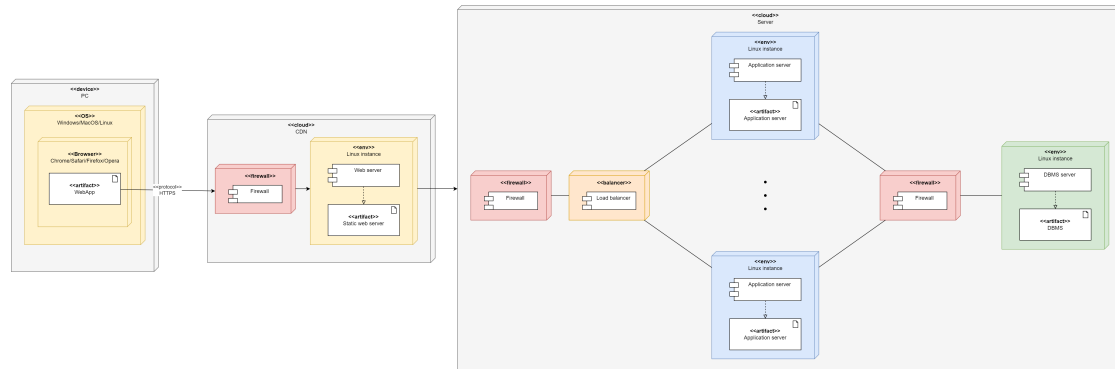 <<device>>
PC
<<OS>>
Windows/MacOS/Linux
<<Browser>>
Chrome/Safari/Firefox/Opera
<<artifact>>
WebApp
<<protocol>>
HTTPS
<<cloud>>
CDN
<<firewall>>
Firewall
<<env>>
Linux instance
Web server
<<artifact>>
Static web server
<<cloud>>
Server
<<firewall>>
Firewall
<<balancer>>
Load balancer
<<env>>
Linux instance
Application server
<<artifact>>
Application server
<<env>>
Linux instance
Application server
<<artifact>>
Application server
<<firewall>>
Firewall
<<env>>
Linux instance
DBMS server
<<artifact>>
DBMS